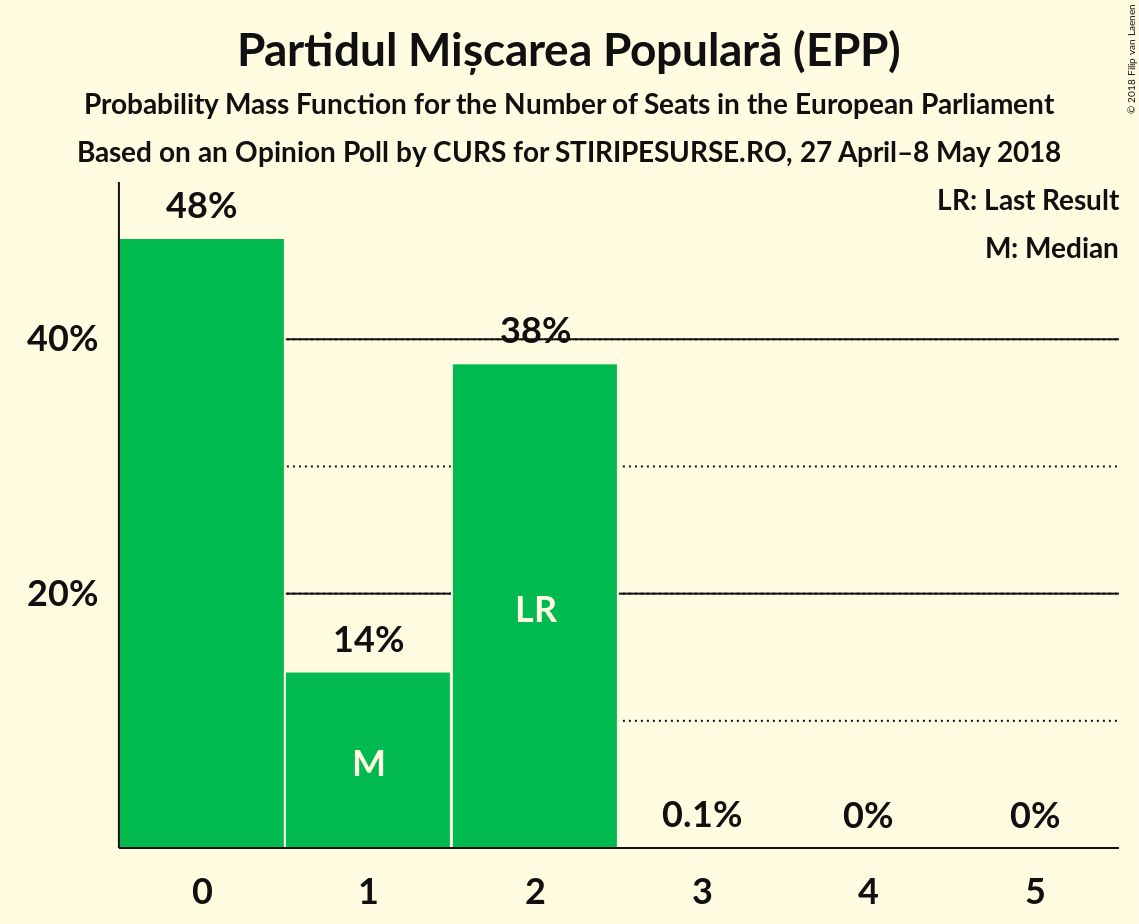 Partidul Mișcarea Populară (EPP)
Probability Mass Function for the Number of Seats in the European Parliament
Based on an Opinion Poll by CURS for STIRIPESURSE.RO, 27 April–8 May 2018
© 2018 Filip van Laenen
LR: Last Result
M: Median
48%
40%
38%
20%
14%
LR
M
0.1%
0%
0%
0
1
2
3
4
5